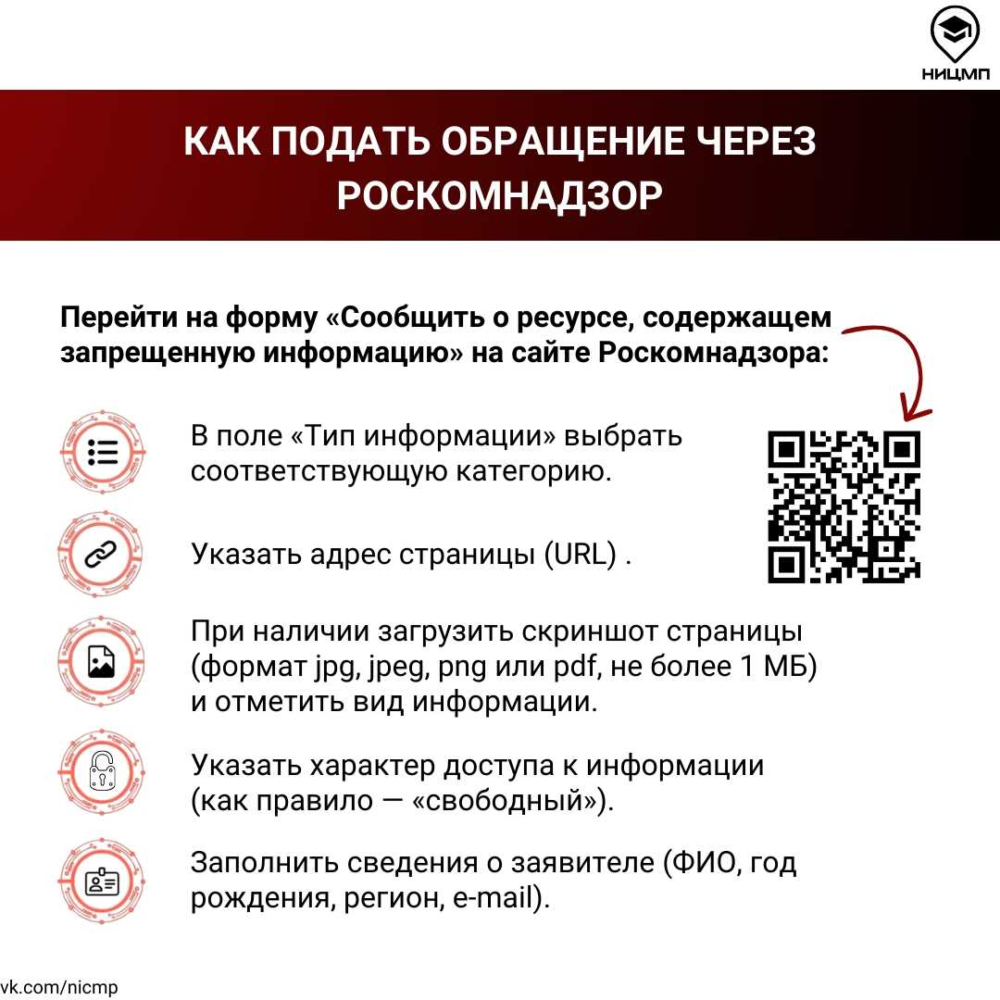 НИЦМП
КАК ПОДАТЬ ОБРАЩЕНИЕ ЧЕРЕЗ
РОСКОМНАДЗОР
Перейти на форму «Сообщить о ресурсе, содержащем
запрещенную информацию» на сайте Роскомнадзора:
В поле «Тип информации» выбрать
соответствующую категорию.
Указать адрес страницы (URL) .
При наличии загрузить скриншот страницы
(формат jpg, jpeg, png или pdf, не более 1 МБ)
и отметить вид информации.
Указать характер доступа к информации
(как правило — «свободный»).
Заполнить сведения о заявителе (ФИО, год
рождения, регион, e-mail).
vk.com/nicmp